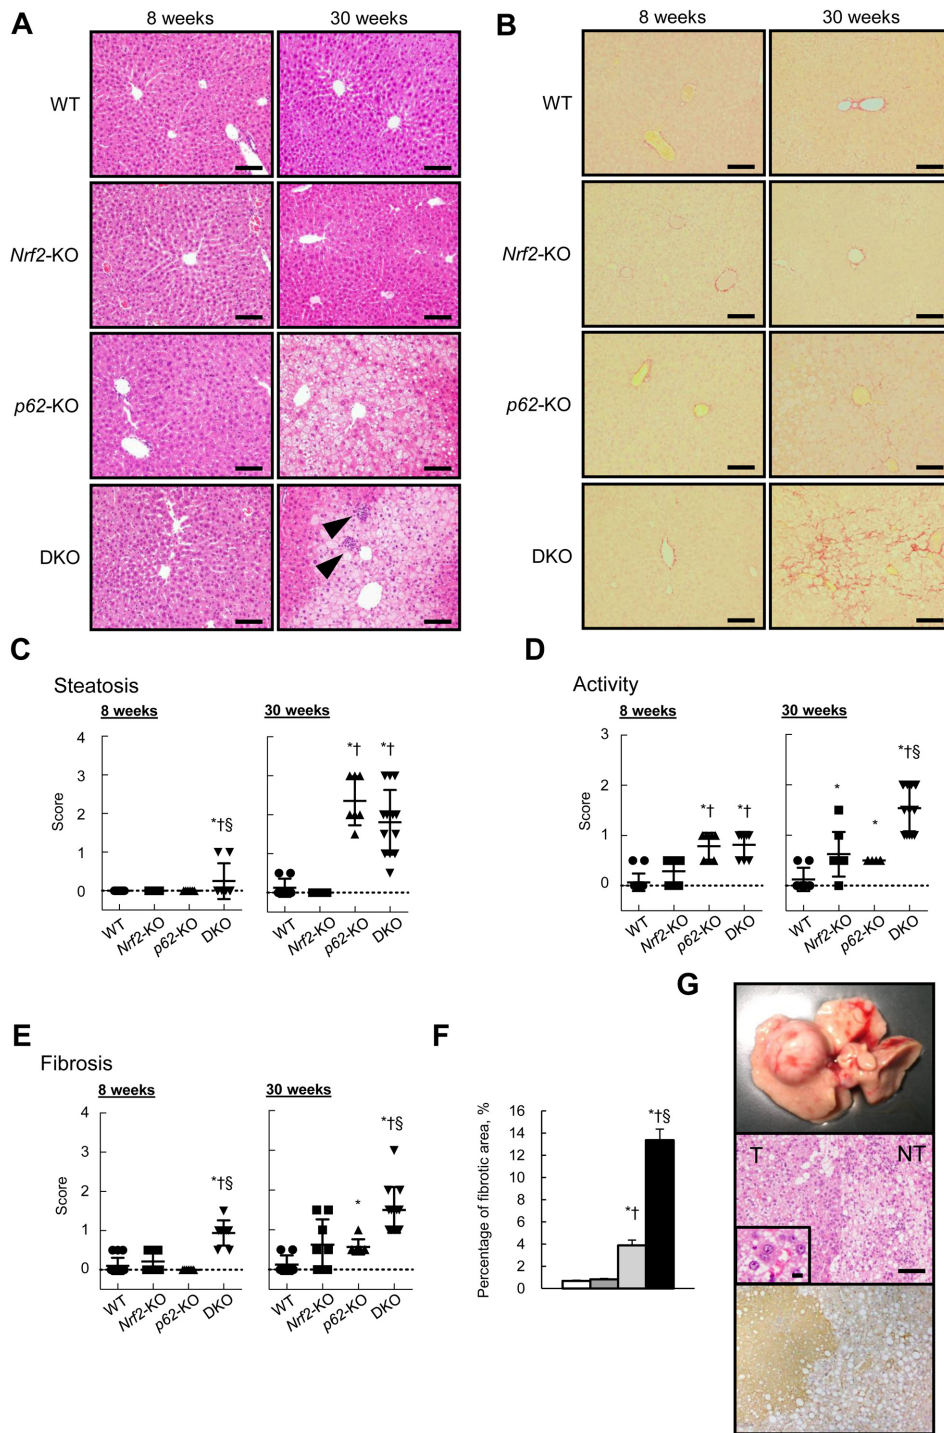 A
8 weeks
30 weeks
WT
Nrf2-KO
p62-KO
DKO
B
8 weeks
30 weeks
WT
Nrf2-KO
p62-KO
DKO
C
Steatosis
8 weeks
30 weeks
Score
4
3
2
1
0
*†§
*†
*†
WT
Nrf2-KO
p62-KO
DKO
WT
Nrf2-KO
p62-KO
DKO
D
Activity
8 weeks
30 weeks
Score
3
2
1
0
*†
*†
*
*
*†§
WT
Nrf2-KO
p62-KO
DKO
WT
Nrf2-KO
p62-KO
DKO
E
Fibrosis
8 weeks
30 weeks
Score
4
3
2
1
0
*†§
*
*†§
WT
Nrf2-KO
p62-KO
DKO
WT
Nrf2-KO
p62-KO
DKO
F
Percentage of fibrotic area, %
16
14
12
10
8
6
4
2
0
*†
*†§
G
T
NT